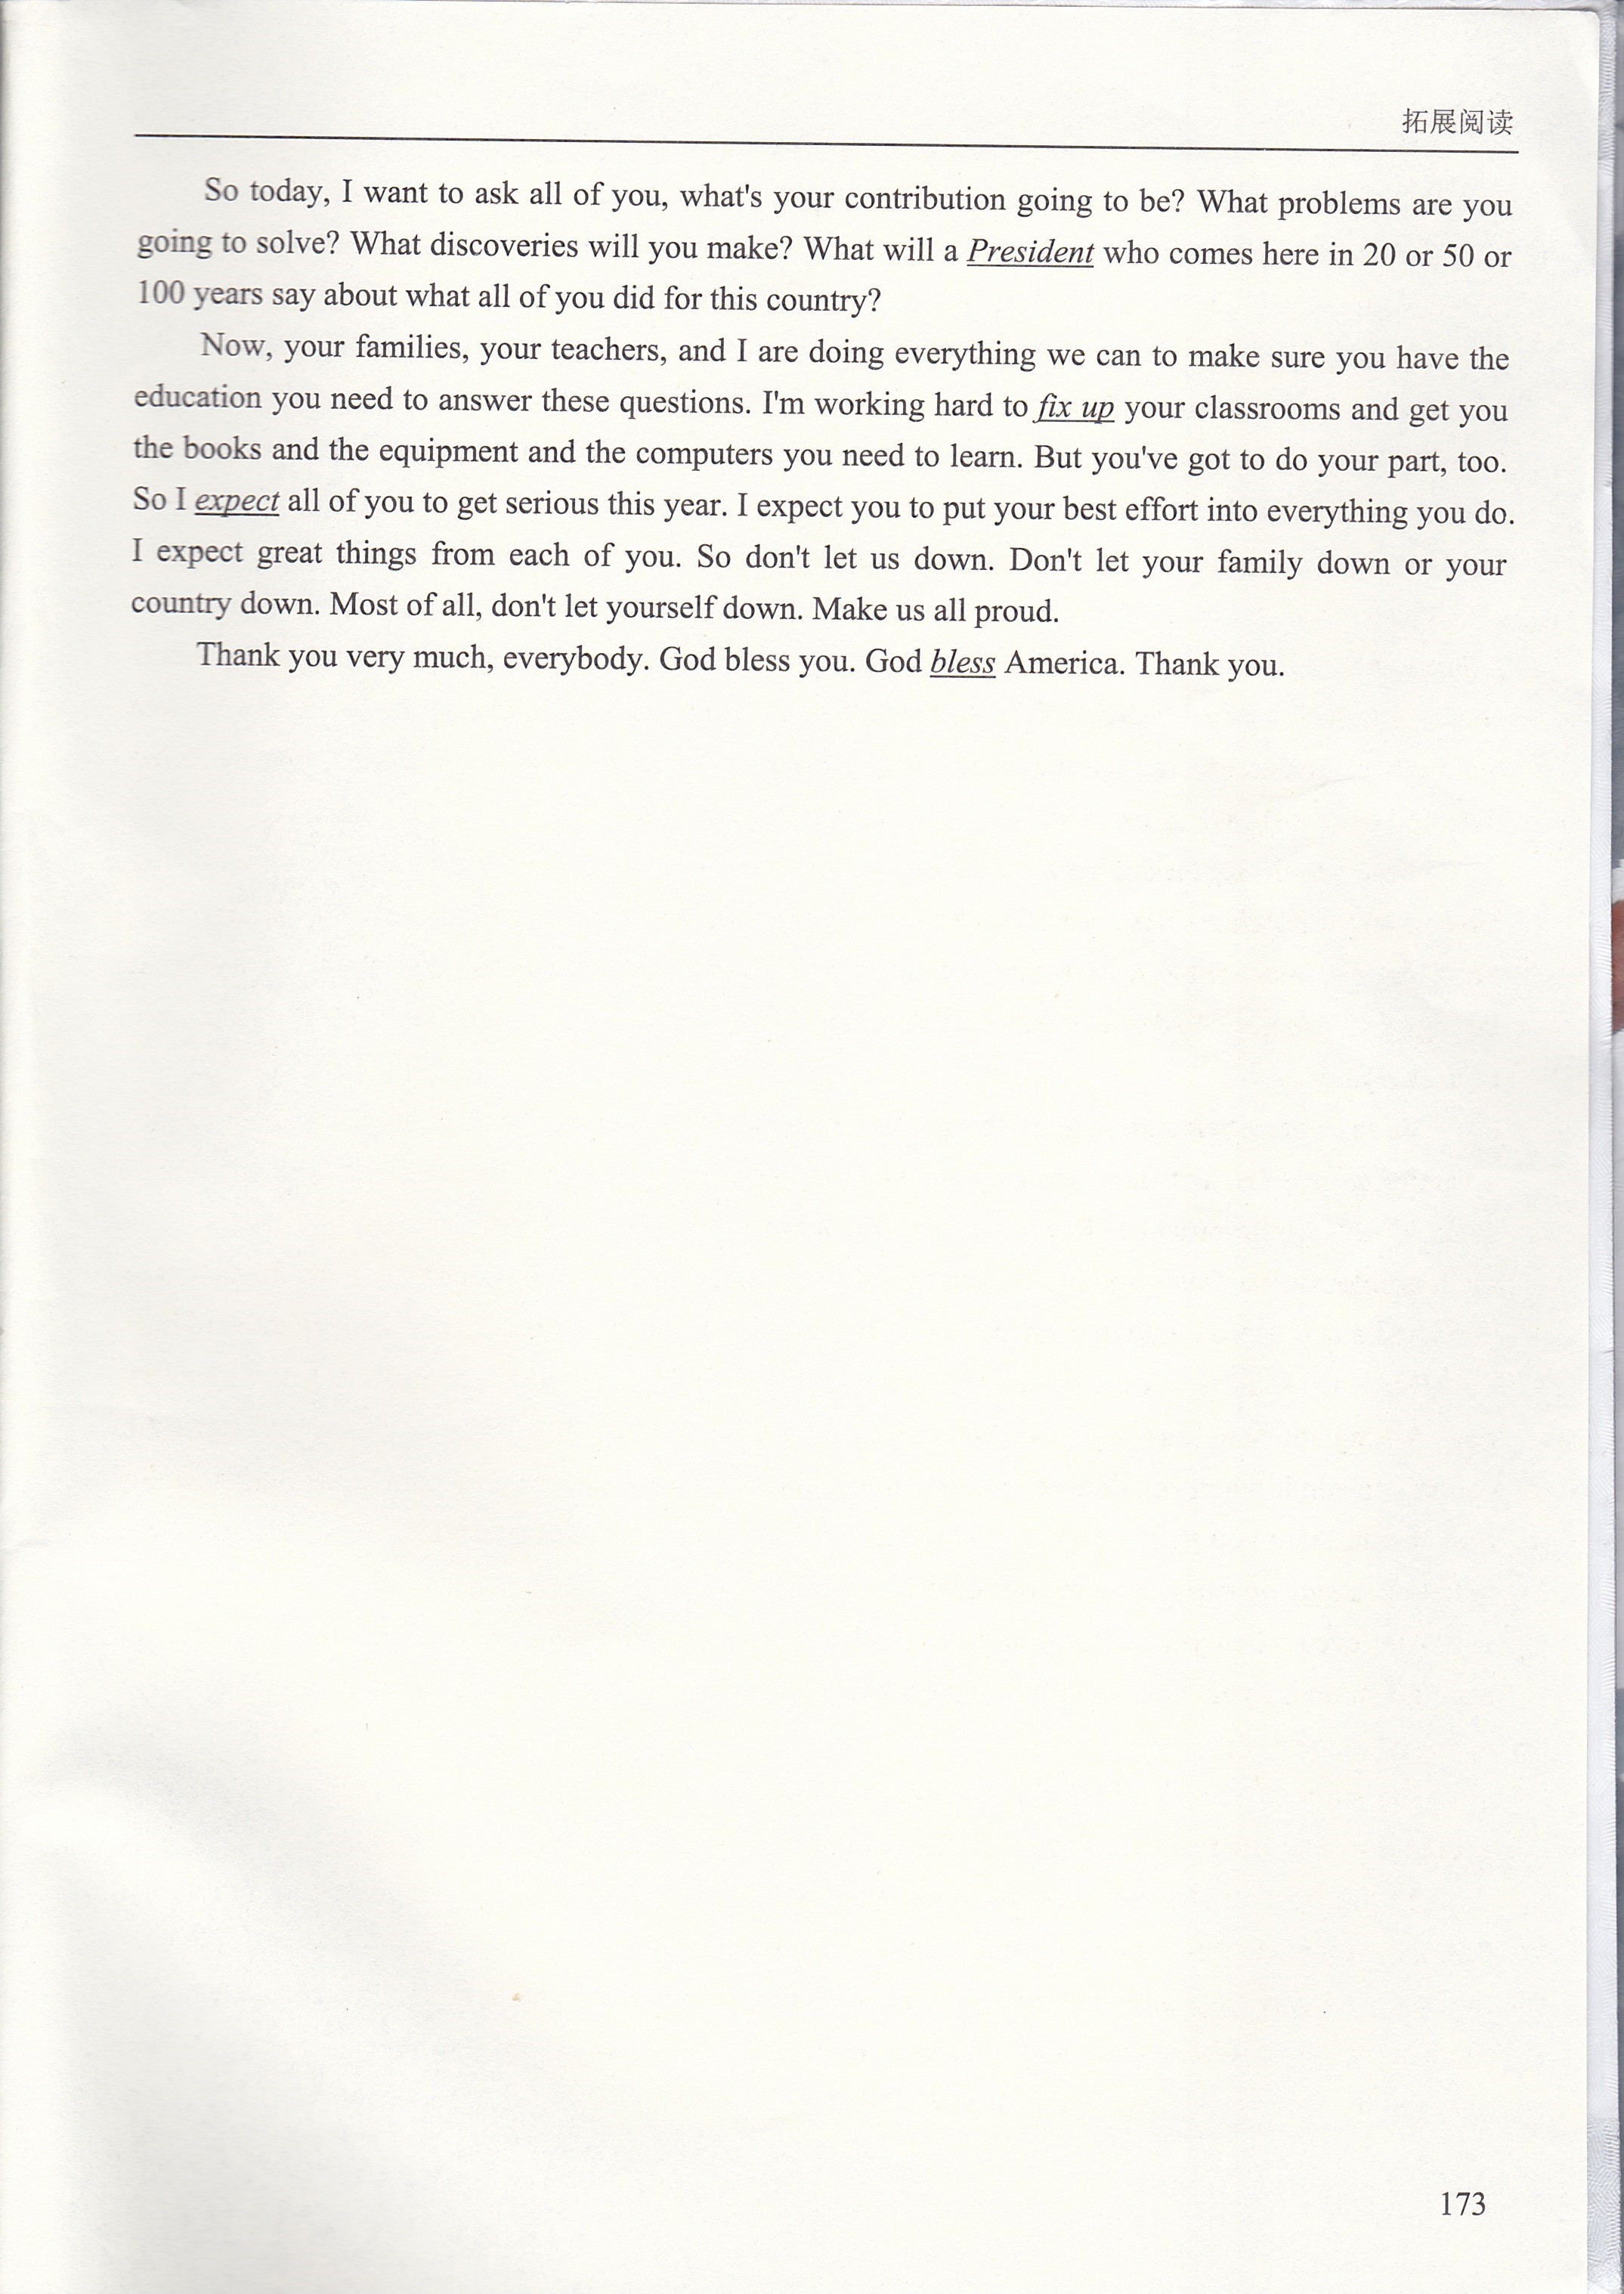 拓展阅读
So today, I want to ask all of you, what's your contribution going to be? What problems are you
going to solve? What discoveries will you make? What will a President who comes here in 20 or 50 or
100 years say about what all of you did for this country?
Now, your families, your teachers, and I are doing everything we can to make sure you have the
education you need to answer these questions. I'm working hard to fix up your classrooms and get you
the books and the equipment and the computers you need to learn. But you've got to do your part, too.
So I expect all of you to get serious this year. I expect you to put your best effort into everything you do.
I expect great things from each of you. So don't let us down. Don't let your family down or your
country down. Most of all, don't let yourself down. Make us all proud.
Thank you very much, everybody. God bless you. God bless America. Thank you.
173